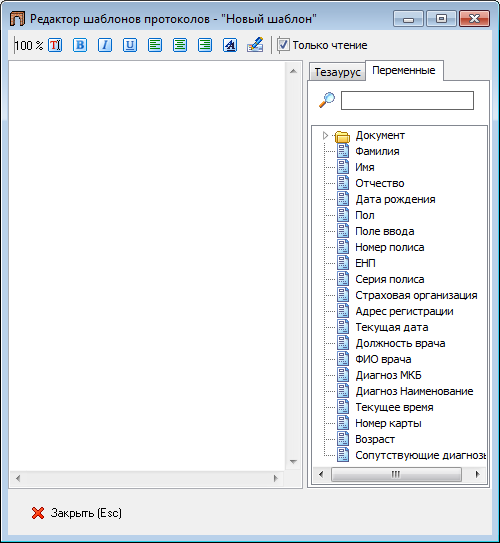 Редактор шаблонов протоколов - "Новый шаблон"
100 % T B I U A Только чтение
Тезаурус Переменные
Документ
Фамилия
Имя
Отчество
Дата рождения
Пол
Поле ввода
Номер полиса
ЕНП
Серия полиса
Страховая организация
Адрес регистрации
Текущая дата
Должность врача
ФИО врача
Диагноз МКБ
Диагноз Наименование
Текущее время
Номер карты
Возраст
Сопутствующие диагнозы
Закрыть (Esc)